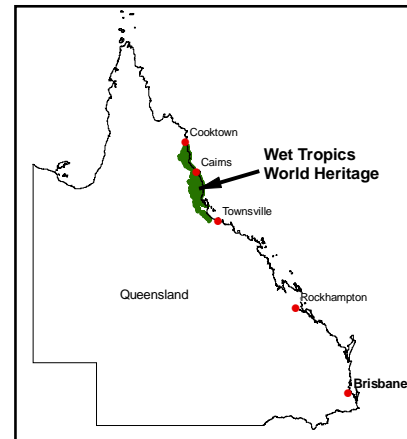 Cooktown
Cairns
Wet Tropics
World Heritage
Townsville
Queensland
Rockhampton
Brisbane